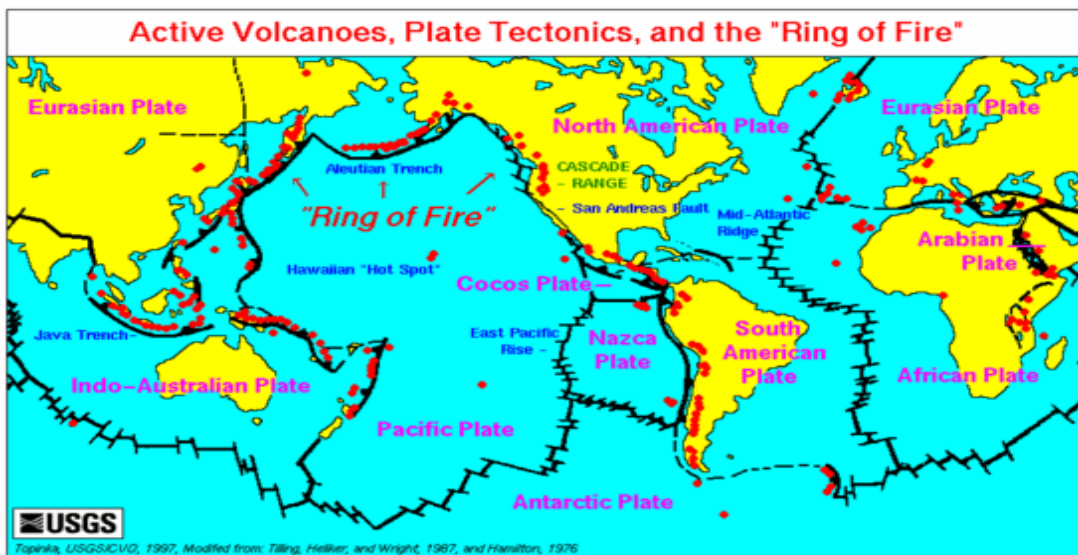 Active Volcanoes, Plate Tectonics, and the "Ring of Fire"
Eurasian Plate
North American Plate
Eurasian Plate
Aleutian Trench
CASCADE
RANGE
"Ring of Fire"
San Andreas Fault
Mid-Atlantic
Ridge
Arabian
Plate
Hawaiian "Hot Spot"
Cocos Plate
Java Trench
East Pacific
Rise
Nazca
Plate
South
American
Plate
Indo-Australian Plate
African Plate
Pacific Plate
Antarctic Plate
USGS
Topinka, USGS/CVO, 1997, Modified from: Tilling, Heliker, and Wright, 1987, and Hamilton, 1976